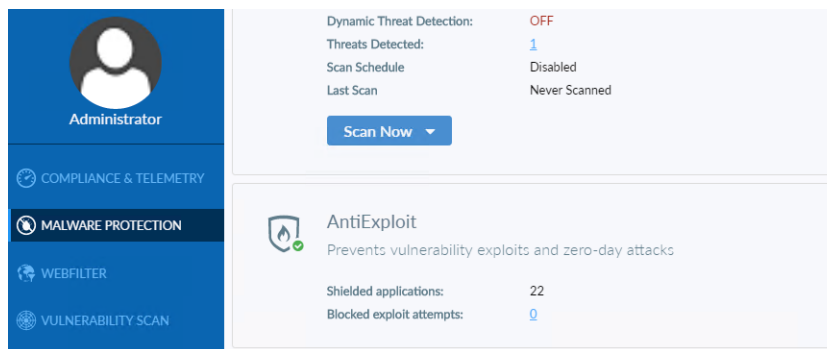 Dynamic Threat Detection: OFF
Threats Detected: 1
Scan Schedule Disabled
Last Scan Never Scanned
Scan Now
Administrator
COMPLIANCE & TELEMETRY
MALWARE PROTECTION
WEBFILTER
VULNERABILITY SCAN
AntiExploit
Prevents vulnerability exploits and zero-day attacks
Shielded applications: 22
Blocked exploit attempts: 0